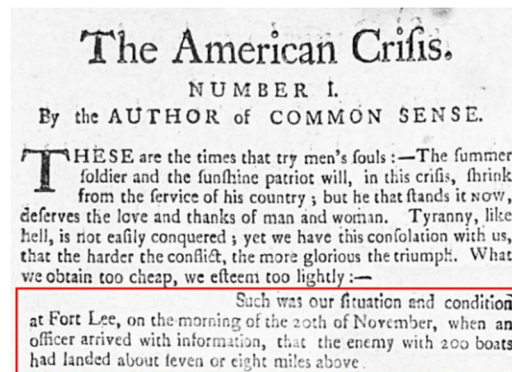 The American Criſis.
NUMBER I.
By the AUTHOR of COMMON SENSE.
THESE are the times that try men's ſouls :—The ſummer
ſoldier and the ſunſhine patriot will, in this criſis, ſhrink
from the ſervice of his country ; but he that ſtands it NOW,
deſerves the love and thanks of man and woman. Tyranny, like
hell, is not eaſily conquered ; yet we have this conſolation with us,
that the harder the conflict, the more glorious the triumph. What
we obtain too cheap, we eſteem too lightly :—
Such was our ſituation and condition
at Fort Lee, on the morning of the 20th of November, when an
officer arrived with information, that the enemy with 200 boats
had landed about ſeven or eight miles above.